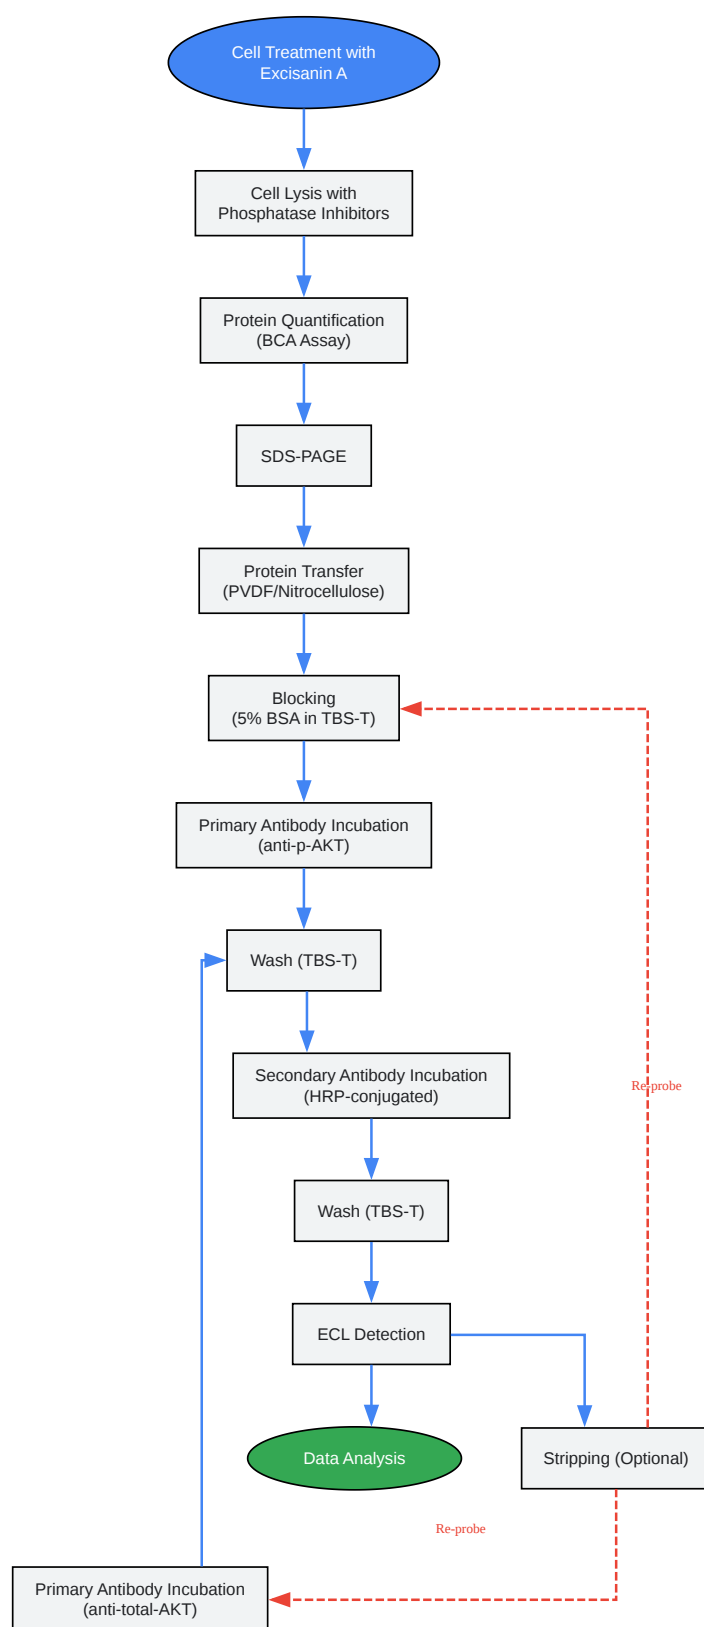 Cell Treatment with
Excisanin A
Cell Lysis with
Phosphatase Inhibitors
Protein Quantification
(BCA Assay)
SDS-PAGE
Protein Transfer
(PVDF/Nitrocellulose)
Blocking
(5% BSA in TBS-T)
Primary Antibody Incubation
(anti-p-AKT)
Wash (TBS-T)
Secondary Antibody Incubation
(HRP-conjugated)
Re-probe
Wash (TBS-T)
ECL Detection
Data Analysis
Stripping (Optional)
Re-probe
Primary Antibody Incubation
(anti-total-AKT)